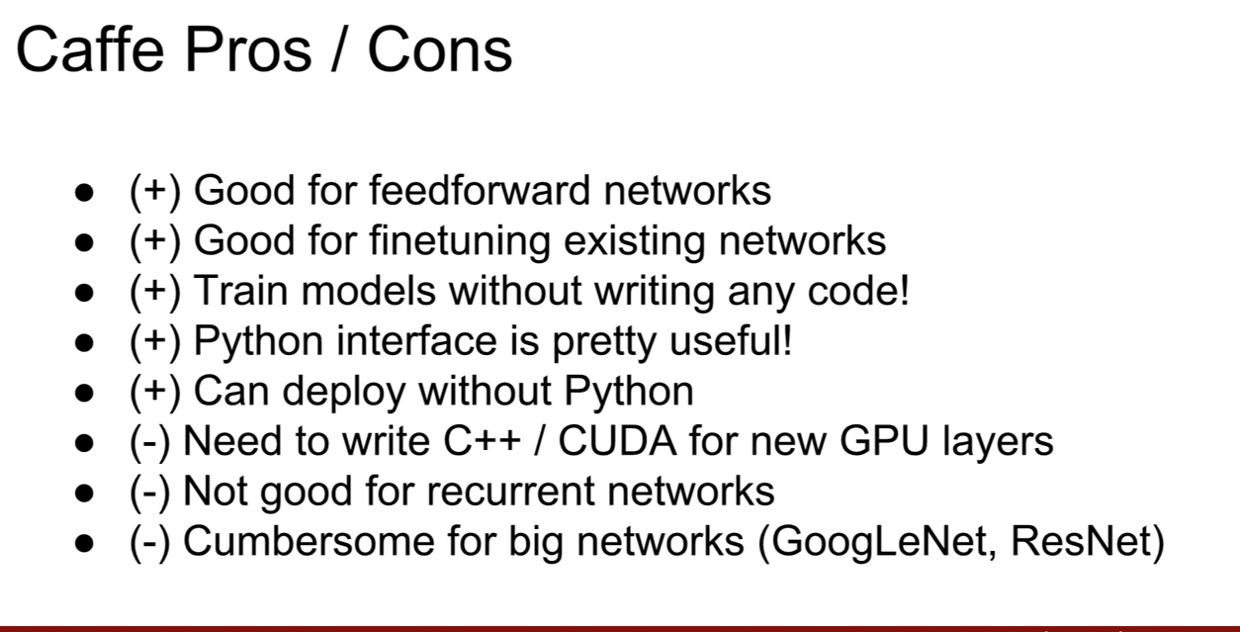 Caffe Pros / Cons
● (+) Good for feedforward networks
● (+) Good for finetuning existing networks
● (+) Train models without writing any code!
● (+) Python interface is pretty useful!
● (+) Can deploy without Python
● (-) Need to write C++ / CUDA for new GPU layers
● (-) Not good for recurrent networks
● (-) Cumbersome for big networks (GoogLeNet, ResNet)